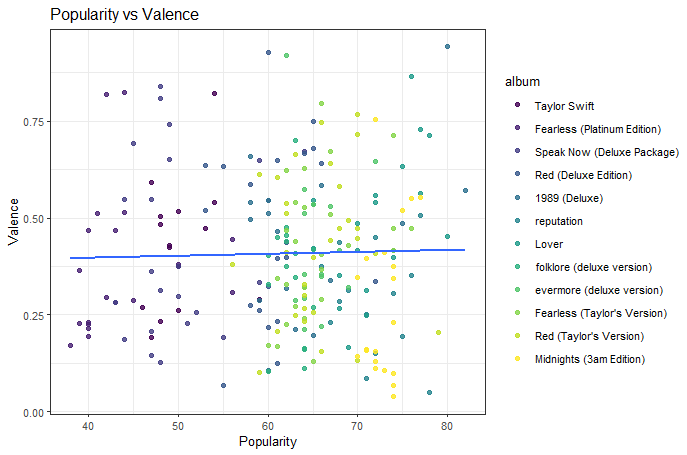 Popularity vs Valence
Valence
0.75
0.50
0.25
0.00
40 50 60 70 80
Popularity
album
Taylor Swift
Fearless (Platinum Edition)
Speak Now (Deluxe Package)
Red (Deluxe Edition)
1989 (Deluxe)
reputation
Lover
folklore (deluxe version)
evermore (deluxe version)
Fearless (Taylor's Version)
Red (Taylor's Version)
Midnights (3am Edition)